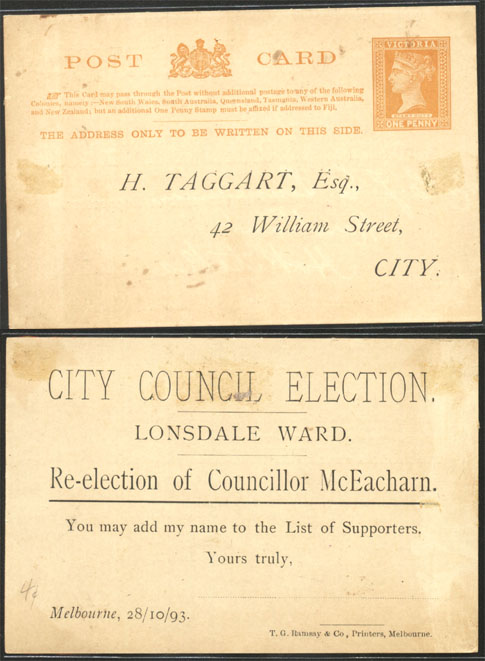 POST CARD
VICTORIA
ONE PENNY
This Card may pass through the Post without additional postage to any of the following
Colonies, namely :—New South Wales, South Australia, Queensland, Tasmania, Western Australia,
and New Zealand; but an additional One Penny Stamp must be affixed if addressed to Fiji.
THE ADDRESS ONLY TO BE WRITTEN ON THIS SIDE.
H. TAGGART, Esq.,
42 William Street,
CITY.
CITY COUNCIL ELECTION.
LONSDALE WARD.
Re-election of Councillor McEacharn.
You may add my name to the List of Supporters.
Yours truly,
Melbourne, 28/10/93.
T. G. Ramsay & Co., Printers, Melbourne.